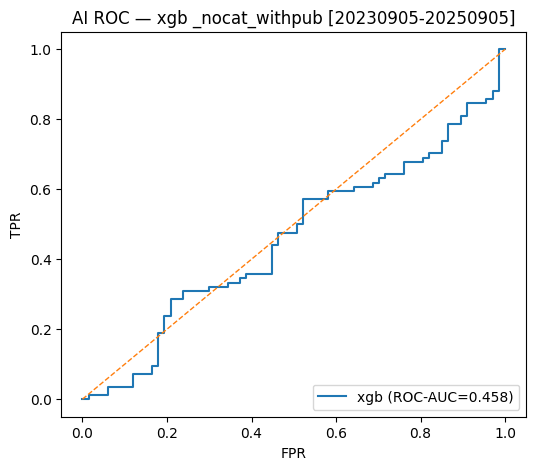 AI ROC — xgb _nocat_withpub [20230905-20250905]
TPR
1.0
0.8
0.6
0.4
0.2
0.0
xgb (ROC-AUC=0.458)
0.0 0.2 0.4 0.6 0.8 1.0
FPR